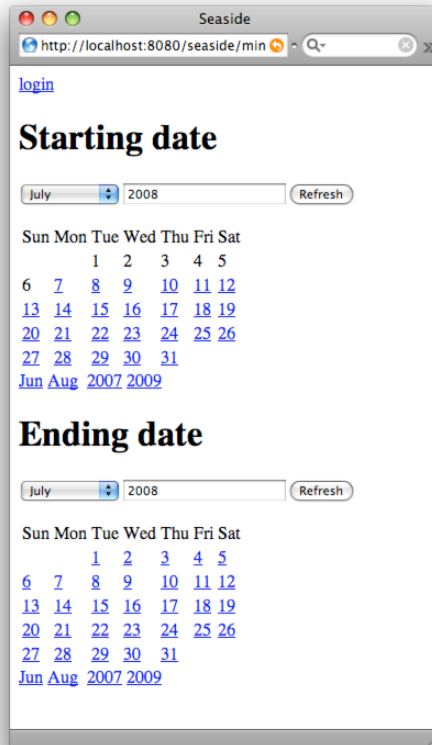 Seaside
http://localhost:8080/seaside/min
login
Starting date
July 2008 Refresh
Sun Mon Tue Wed Thu Fri Sat
1 2 3 4 5
6 7 8 9 10 11 12
13 14 15 16 17 18 19
20 21 22 23 24 25 26
27 28 29 30 31
Jun Aug 2007 2009
Ending date
July 2008 Refresh
Sun Mon Tue Wed Thu Fri Sat
1 2 3 4 5
6 7 8 9 10 11 12
13 14 15 16 17 18 19
20 21 22 23 24 25 26
27 28 29 30 31
Jun Aug 2007 2009